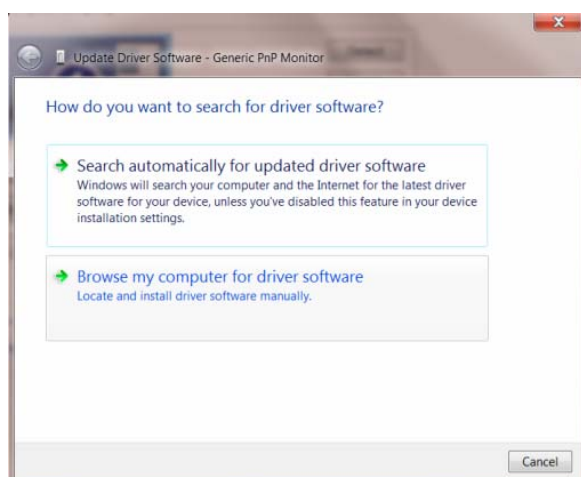 Update Driver Software - Generic PnP Monitor
How do you want to search for driver software?
Search automatically for updated driver software
Windows will search your computer and the Internet for the latest driver
software for your device, unless you've disabled this feature in your device
installation settings.
Browse my computer for driver software
Locate and install driver software manually.
Cancel